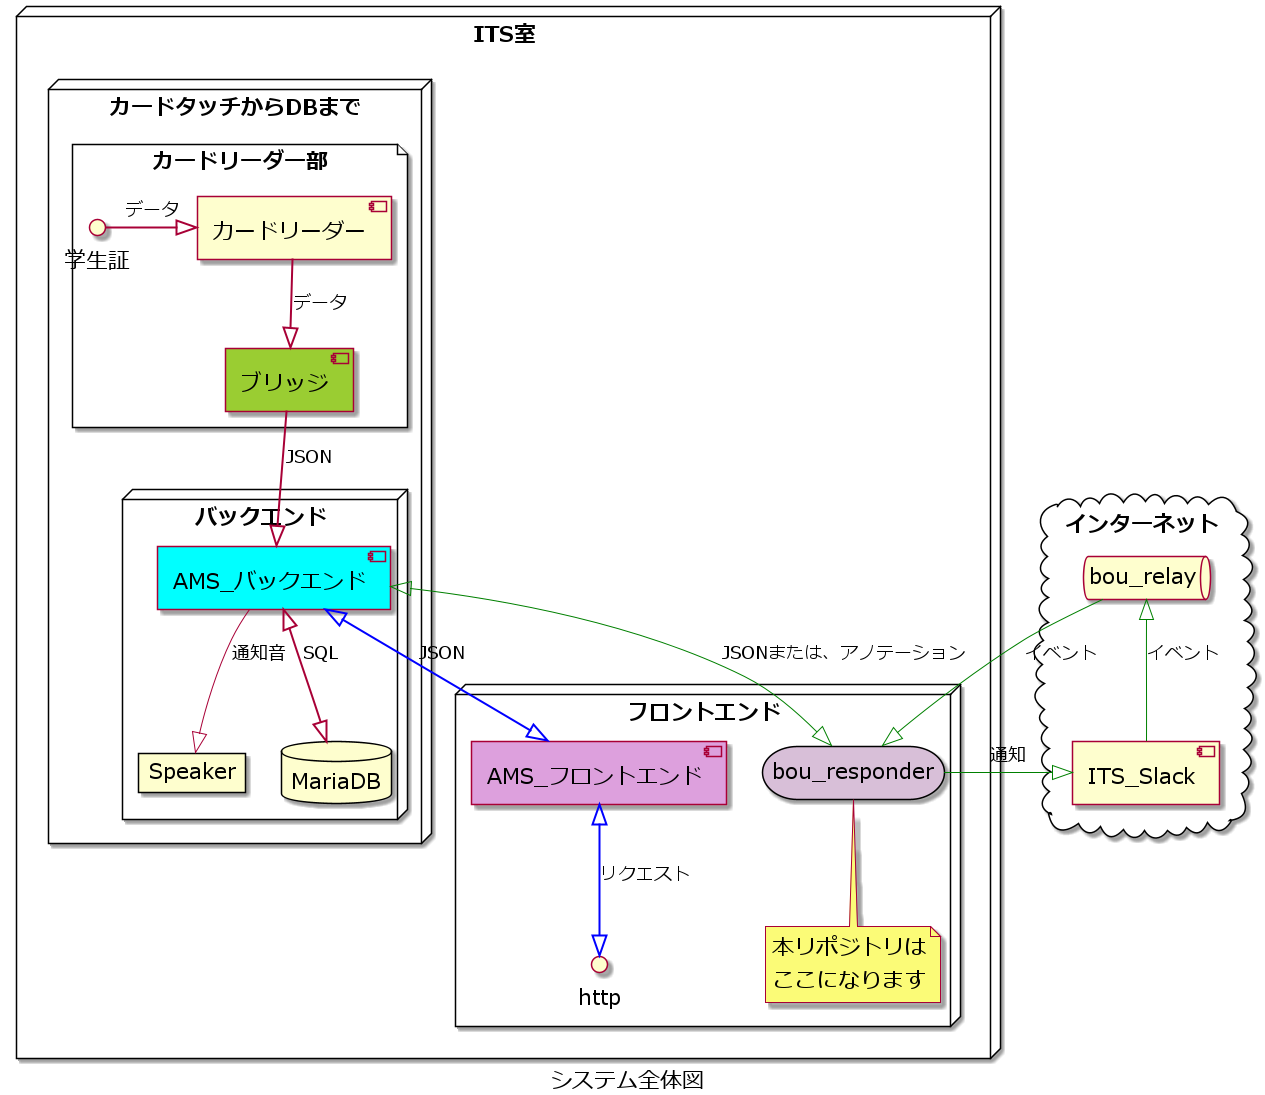 ITS室
カードタッチからDBまで
カードリーダー部
データ
カードリーダー
学生証
データ
ブリッジ
JSON
バックエンド
インターネット
AMS_バックエンド
bou_relay
通知音
SQL
JSON
JSONまたは、アノテーション
イベント
イベント
フロントエンド
Speaker
MariaDB
AMS_フロントエンド
bou_responder
通知
ITS_Slack
リクエスト
本リポジトリは
ここになります
http
システム全体図